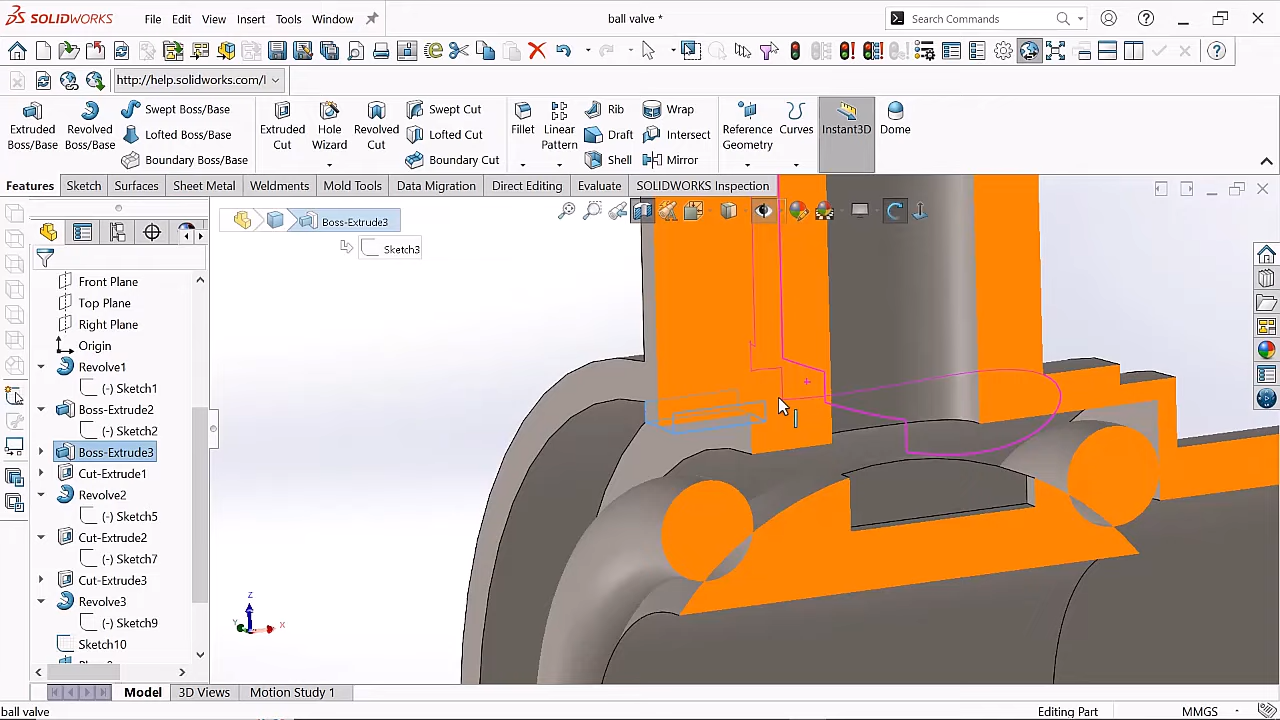 SOLIDWORKS File Edit View Insert Tools Window ball valve * Search Commands
http://help.solidworks.com/
Extruded Boss/Base
Revolved Boss/Base
Swept Boss/Base
Lofted Boss/Base
Boundary Boss/Base
Extruded Cut
Hole Wizard
Revolved Cut
Swept Cut
Lofted Cut
Boundary Cut
Fillet
Linear Pattern
Rib
Draft
Shell
Wrap
Intersect
Mirror
Reference Geometry
Curves
Instant3D
Dome
Features Sketch Surfaces Sheet Metal Weldments Mold Tools Data Migration Direct Editing Evaluate SOLIDWORKS Inspection
Boss-Extrude3
Sketch3
Front Plane
Top Plane
Right Plane
Origin
Revolve1
(-) Sketch1
Boss-Extrude2
(-) Sketch2
Boss-Extrude3
Cut-Extrude1
Revolve2
(-) Sketch5
Cut-Extrude2
(-) Sketch7
Cut-Extrude3
Revolve3
(-) Sketch9
Sketch10
Z
Y
X
Model 3D Views Motion Study 1
ball valve Editing Part MMGS